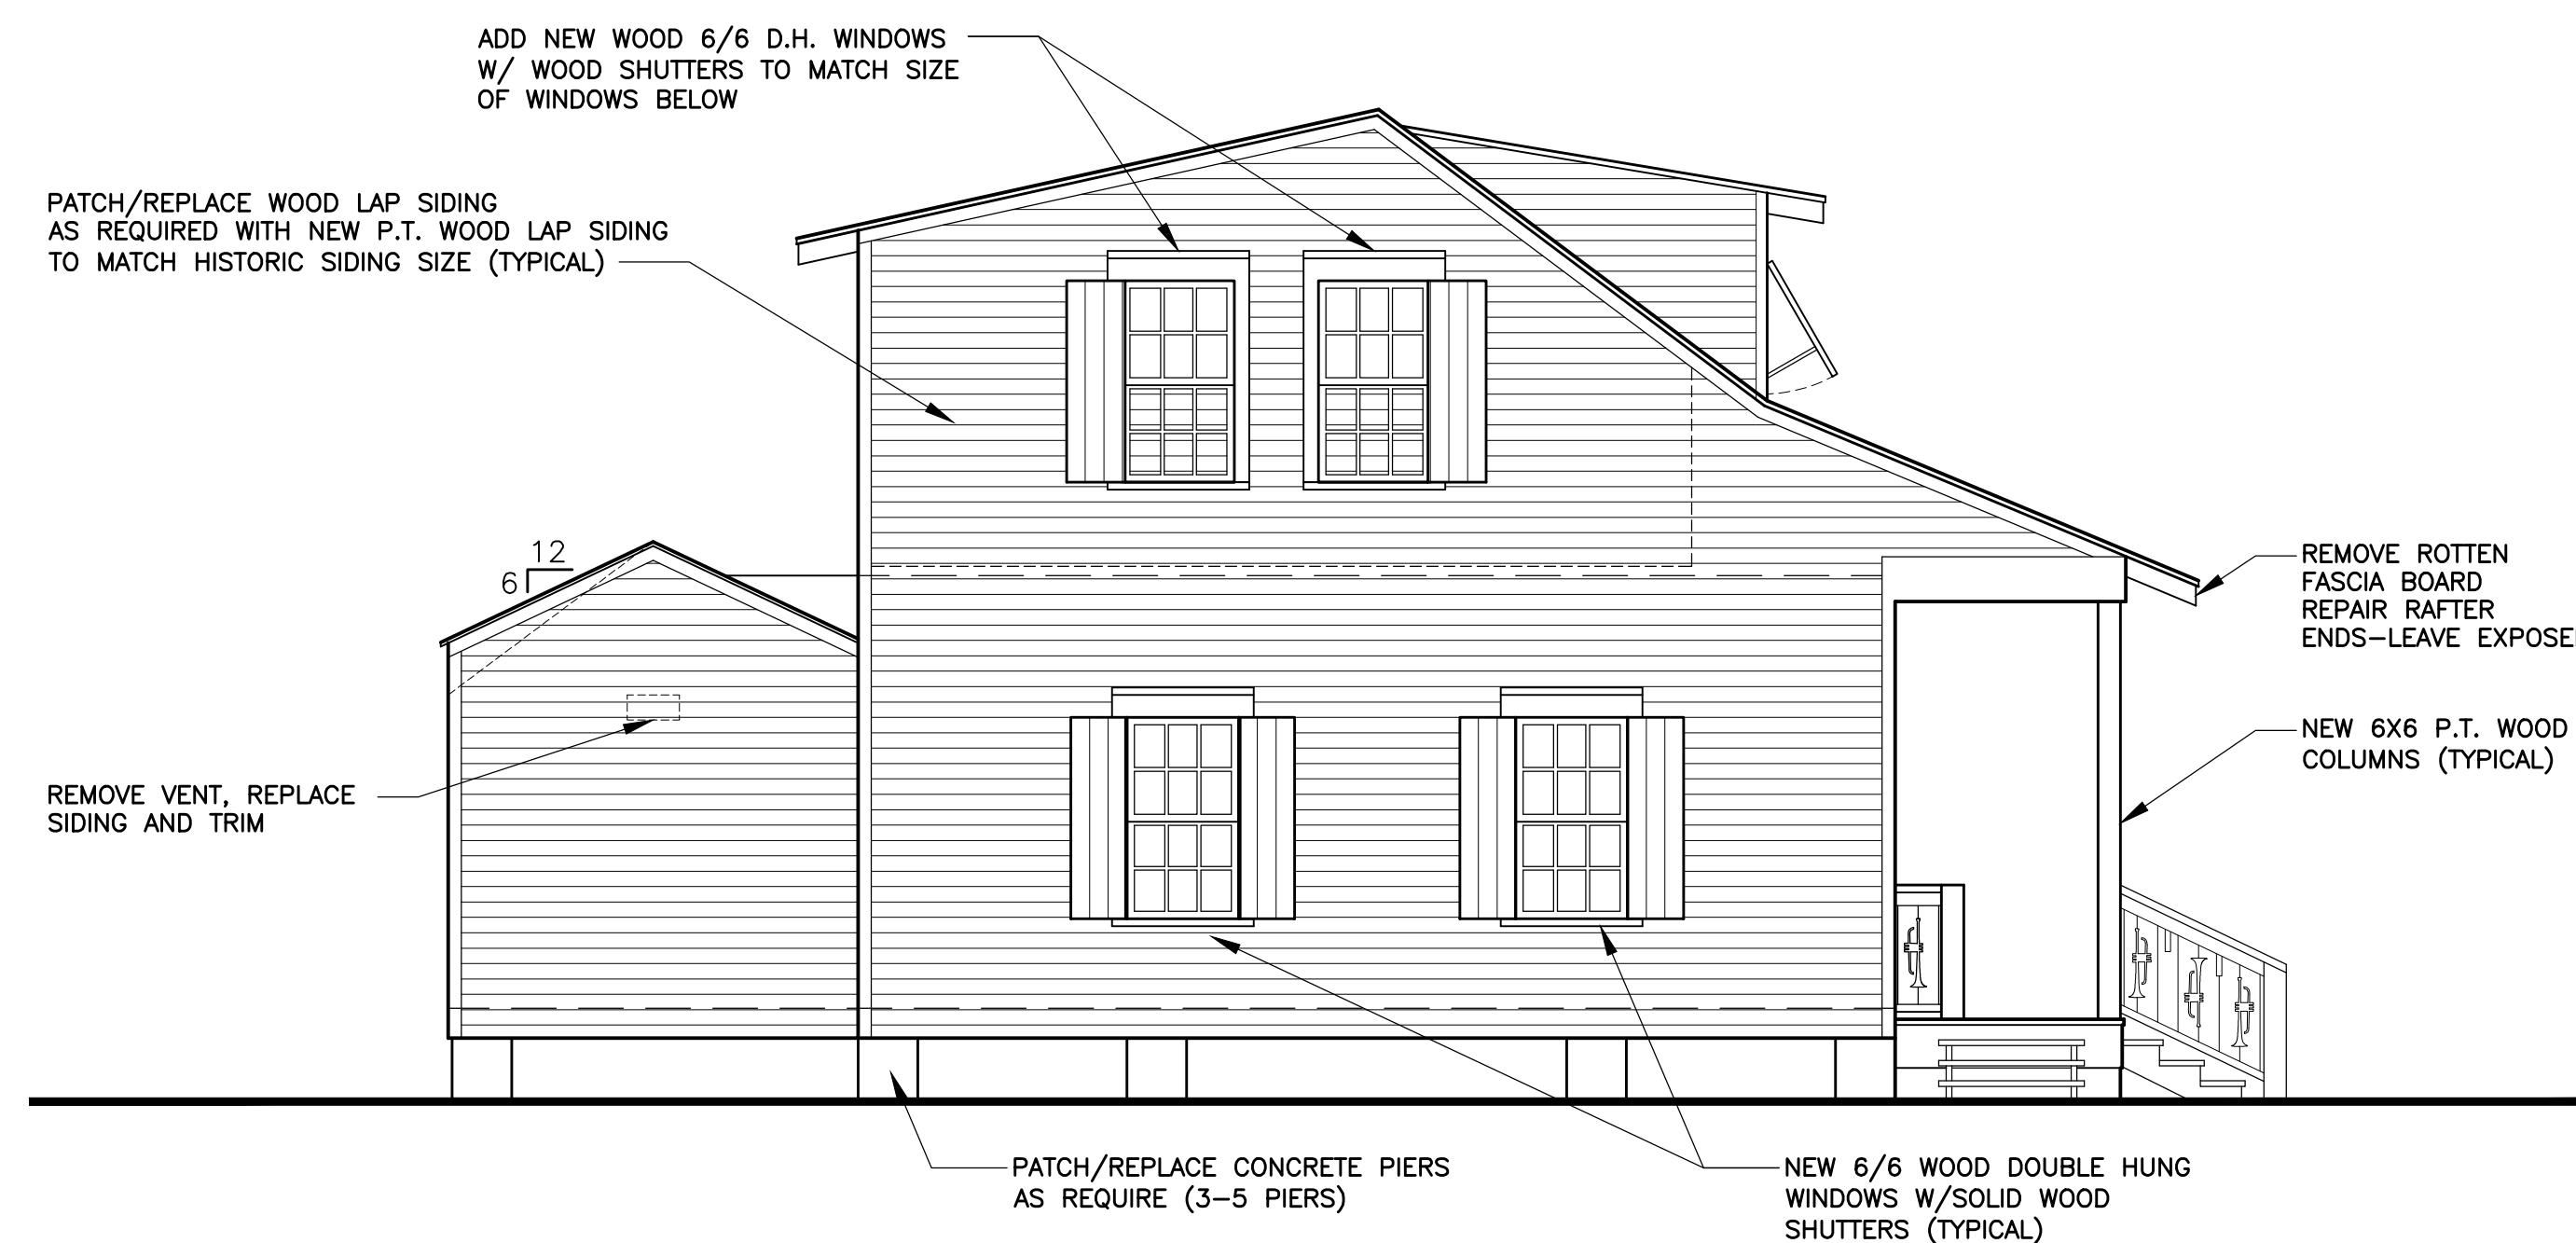 ADD NEW WOOD 6/6 D.H. WINDOWS
W/ WOOD SHUTTERS TO MATCH SIZE
OF WINDOWS BELOW
PATCH/REPLACE WOOD LAP SIDING
AS REQUIRED WITH NEW P.T. WOOD LAP SIDING
TO MATCH HISTORIC SIDING SIZE (TYPICAL)
12
6
REMOVE ROTTEN
FASCIA BOARD
REPAIR RAFTER
ENDS-LEAVE
NEW 6X6 P.T. WOOD
COLUMNS (TYPICAL)
REMOVE VENT, REPLACE
SIDING AND TRIM
PATCH/REPLACE CONCRETE PIERS
AS REQUIRE (3-5 PIERS)
NEW 6/6 WOOD DOUBLE HUNG
WINDOWS W/SOLID WOOD
SHUTTERS (TYPICAL)